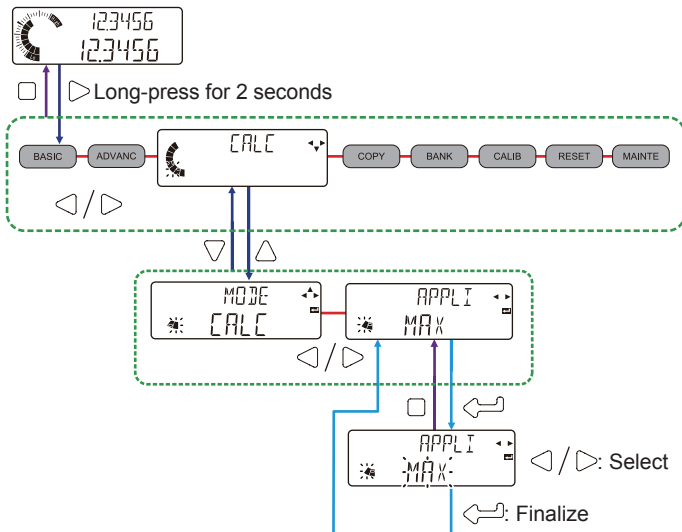 12.3456
12.3456
Long-press for 2 seconds
BASIC ADVANC CALC COPY BANK CALIB RESET MAINTE
/
MODE APPLI
CALC MAX
/
APPLI
MAX / : Select
: Finalize